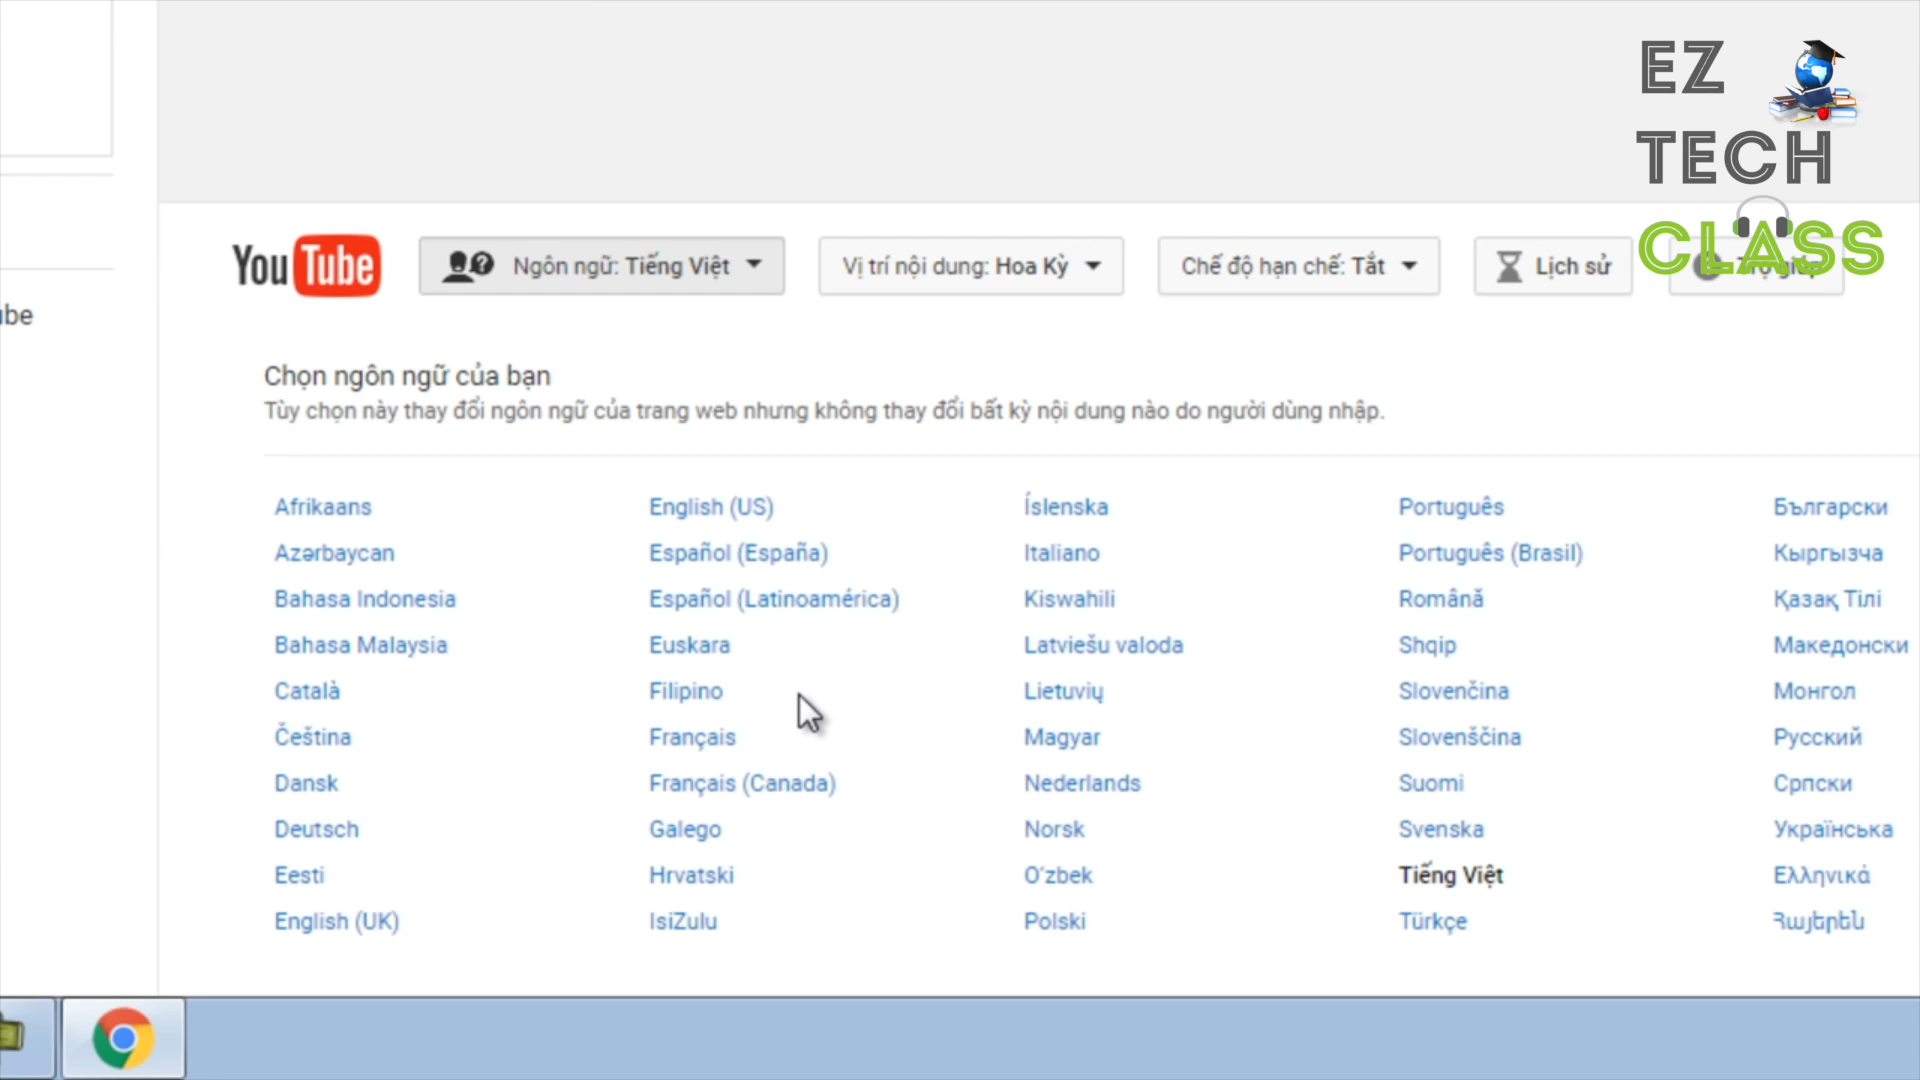 EZ
TECH
CLASS
You Tube
Ngôn ngữ: Tiếng Việt
Vị trí nội dung: Hoa Kỳ
Chế độ hạn chế: Tắt
Lịch sử
Chọn ngôn ngữ của bạn
Tùy chọn này thay đổi ngôn ngữ của trang web nhưng không thay đổi bất kỳ nội dung nào do người dùng nhập.
Afrikaans
Azərbaycan
Bahasa Indonesia
Bahasa Malaysia
Català
Čeština
Dansk
Deutsch
Eesti
English (UK)
English (US)
Español (España)
Español (Latinoamérica)
Euskara
Filipino
Français
Français (Canada)
Galego
Hrvatski
IsiZulu
Íslenska
Italiano
Kiswahili
Latviešu valoda
Lietuvių
Magyar
Nederlands
Norsk
O'zbek
Polski
Português
Português (Brasil)
Română
Shqip
Slovenčina
Slovenščina
Suomi
Svenska
Tiếng Việt
Türkçe
Български
Кыргызча
Қазақ Тілі
Македонски
Монгол
Русский
Српски
Українська
Ελληνικά
Հայերեն